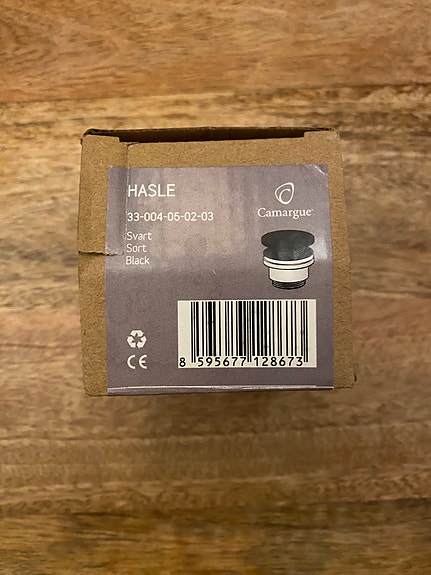 HASLE
Camargue
33-004-05-02-03
Svart
Sort
Black
CE
8 595677 128673